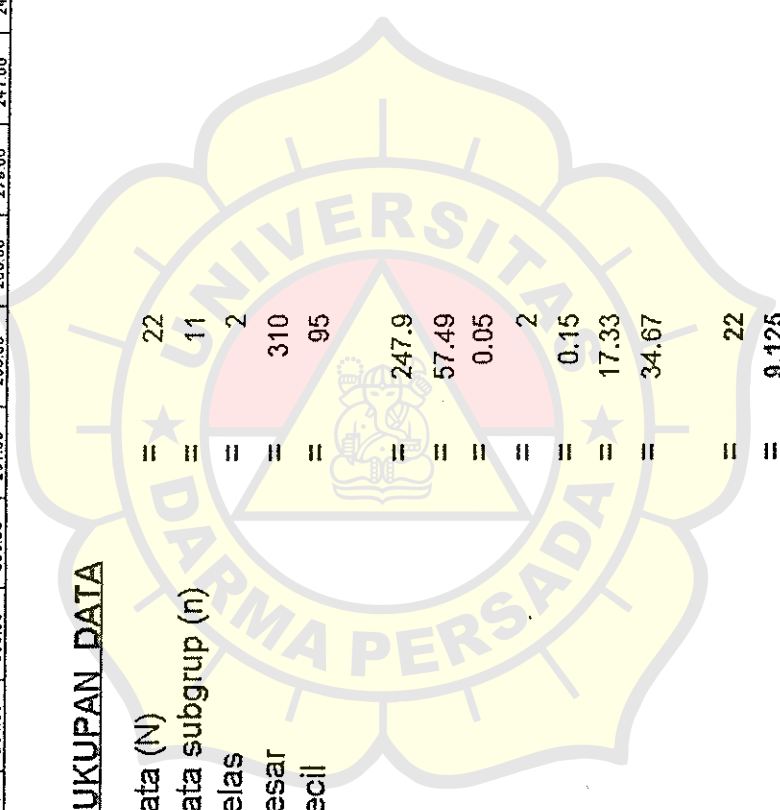 UKUPAN DATA
ata (N) = 22
ata subgrup (n) = 11
elas = 2
esar = 310
ecil = 95
= 247.9
= 57.49
= 0.05
= 2
= 0.15
= 17.33
= 34.67
= 22
= 9.125
UNIVERSITAS
DARMA PERSADA